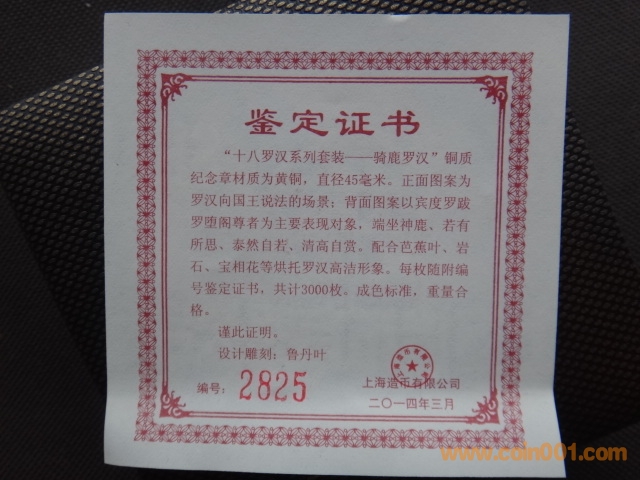 鉴定证书
“十八罗汉系列套装——骑鹿罗汉”铜质
纪念章材质为黄铜，直径45毫米。正面图案为
罗汉向国王说法的场景；背面图案以宾度罗跋
罗堕阇尊者为主要表现对象，端坐神鹿、若有
所思、泰然自若、清高自赏。配合芭蕉叶、岩
石、宝相花等烘托罗汉高洁形象。每枚随附编
号鉴定证书，共计3000枚。成色标准，重量合
格。
谨此证明。
设计雕刻：鲁丹叶
编号：2825
上海造币有限公司
二〇一四年三月
www.coin001.com